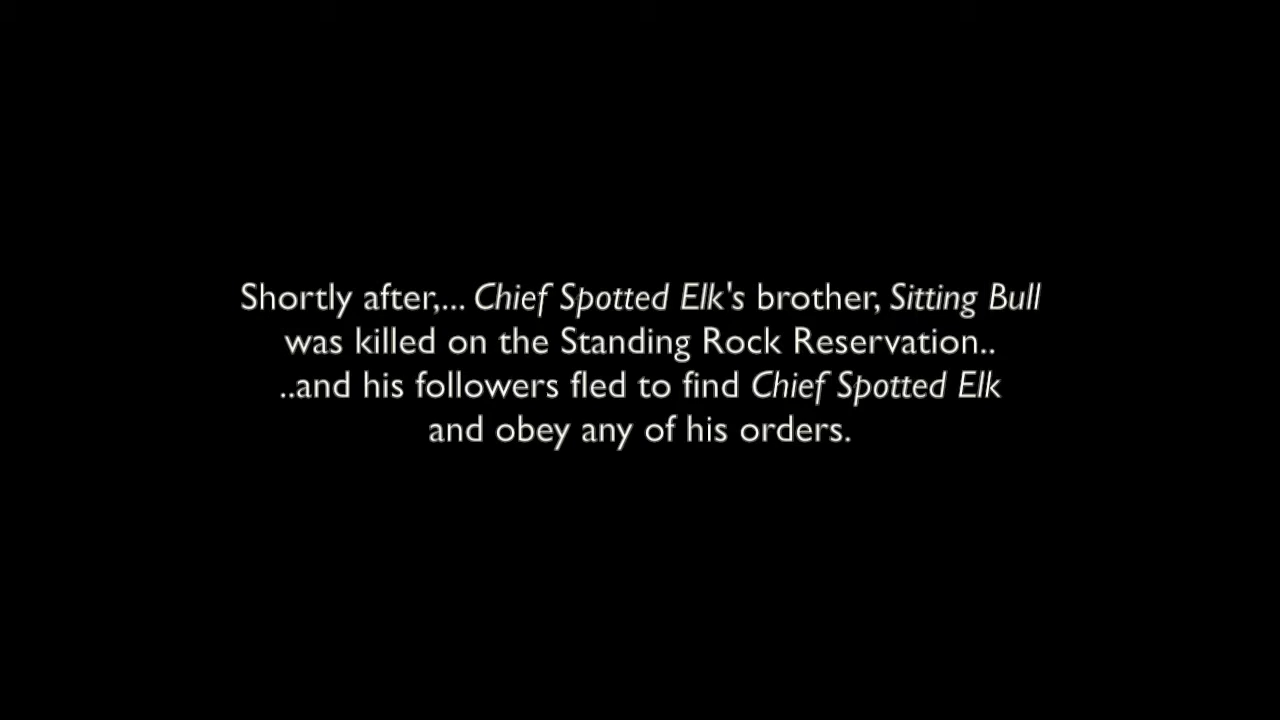 Shortly after,... Chief Spotted Elk's brother, Sitting Bull
was killed on the Standing Rock Reservation..
..and his followers fled to find Chief Spotted Elk
and obey any of his orders.